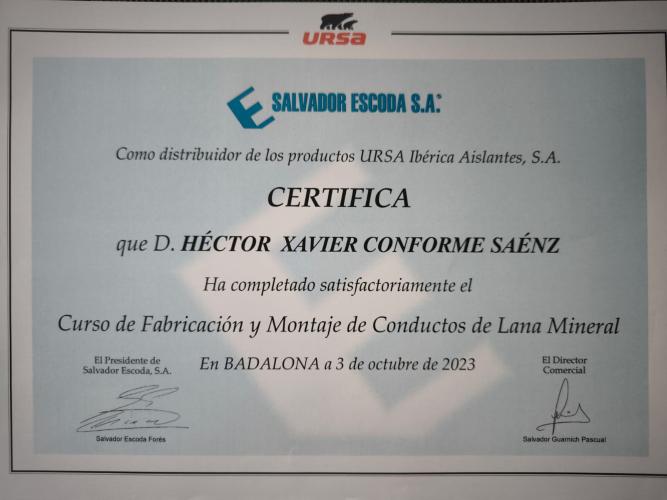 URSA
SALVADOR ESCODA S.A.®
Como distribuidor de los productos URSA Ibérica Aislantes, S.A.
CERTIFICA
que D. HÉCTOR XAVIER CONFORME SAÉNZ
Ha completado satisfactoriamente el
Curso de Fabricación y Montaje de Conductos de Lana Mineral
En BADALONA a 3 de octubre de 2023
El Presidente de
Salvador Escoda, S.A.
Salvador Escoda Forés
El Director
Comercial
Salvador Guarnich Pascual